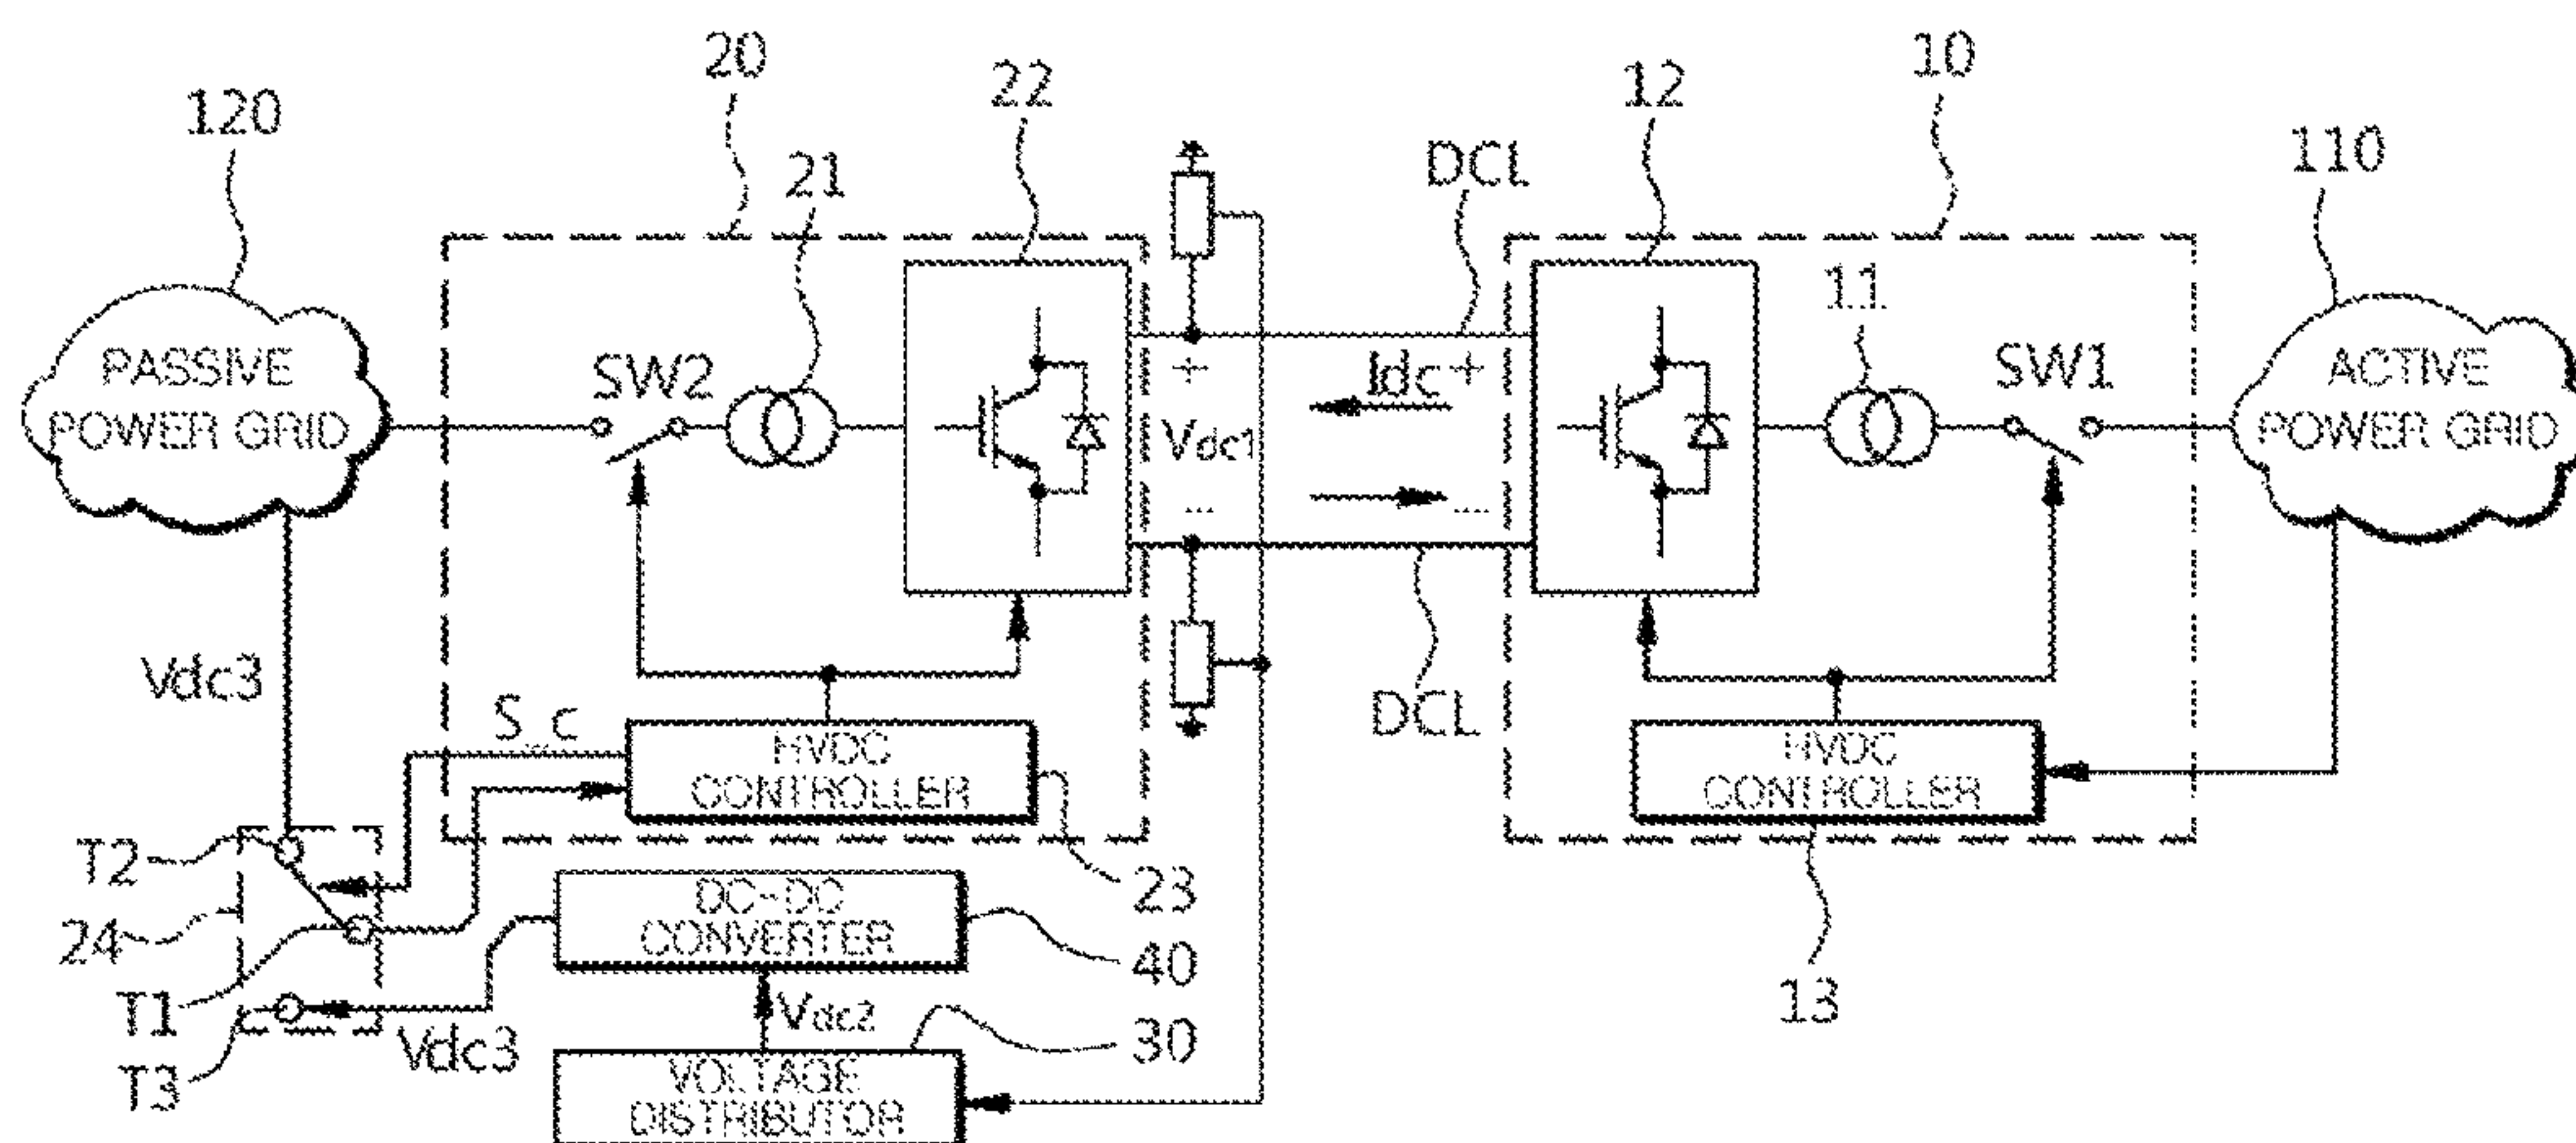 20
22
12
10
120
21
DCL
110
11
PASSIVE
POWER GRID
SW2
+
Idc
+
SW1
ACTIVE
POWER GRID
Vdc1
Vdc3
S_c
DCL
HVDC
CONTROLLER
HVDC
CONTROLLER
T2
24
DC-DC
CONVERTER
23
40
T1
Vdc3
Vdc2
13
T3
30
VOLTAGE
DISTRIBUTOR